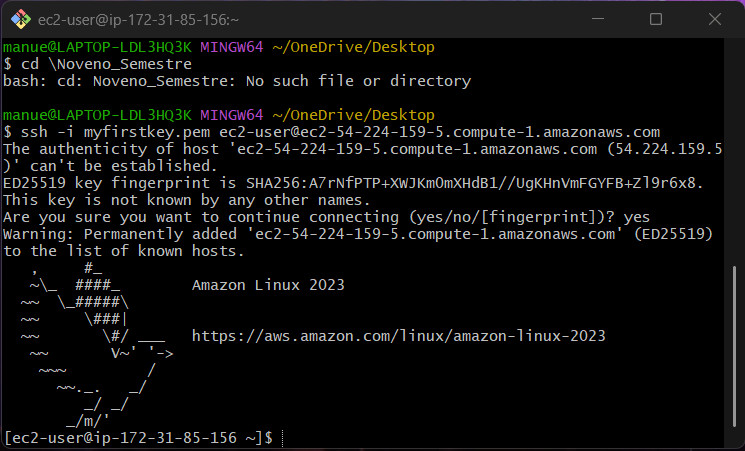 ec2-user@ip-172-31-85-156:~
manue@LAPTOP-LDL3HQ3K MINGW64 ~/OneDrive/Desktop
$ cd \Noveno_Semestre
bash: cd: Noveno_Semestre: No such file or directory

manue@LAPTOP-LDL3HQ3K MINGW64 ~/OneDrive/Desktop
$ ssh -i myfirstkey.pem ec2-user@ec2-54-224-159-5.compute-1.amazonaws.com
The authenticity of host 'ec2-54-224-159-5.compute-1.amazonaws.com (54.224.159.5
)' can't be established.
ED25519 key fingerprint is SHA256:A7rNfPTP+XWJKm0mXHdB1//UgKHnVmFGYFB+Zl9r6x8.
This key is not known by any other names.
Are you sure you want to continue connecting (yes/no/[fingerprint])? yes
Warning: Permanently added 'ec2-54-224-159-5.compute-1.amazonaws.com' (ED25519)
to the list of known hosts.
   ,     #_
   ~\_  ####_        Amazon Linux 2023
  ~~  \_#####\
  ~~     \###|
  ~~       \#/ ___   https://aws.amazon.com/linux/amazon-linux-2023
   ~~       V~' '->
    ~~~         /
      ~~._.   _/
         _/ _/
       _/m/'
[ec2-user@ip-172-31-85-156 ~]$